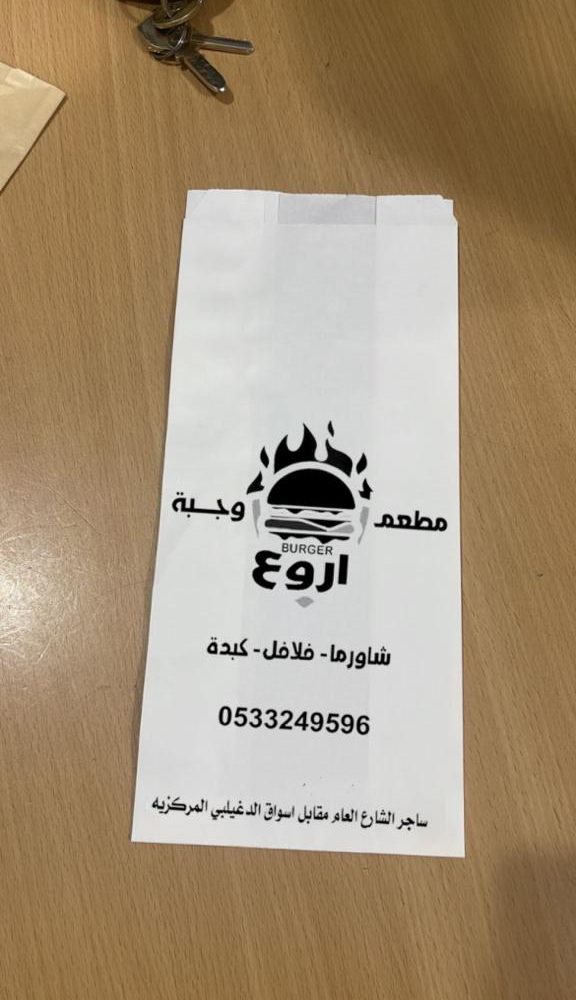 مطعم وجبة
BURGER
اروع
شاورما - فلافل - كبدة
0533249596
ساجر الشارع العام مقابل اسواق الدغيلبي المركزيه